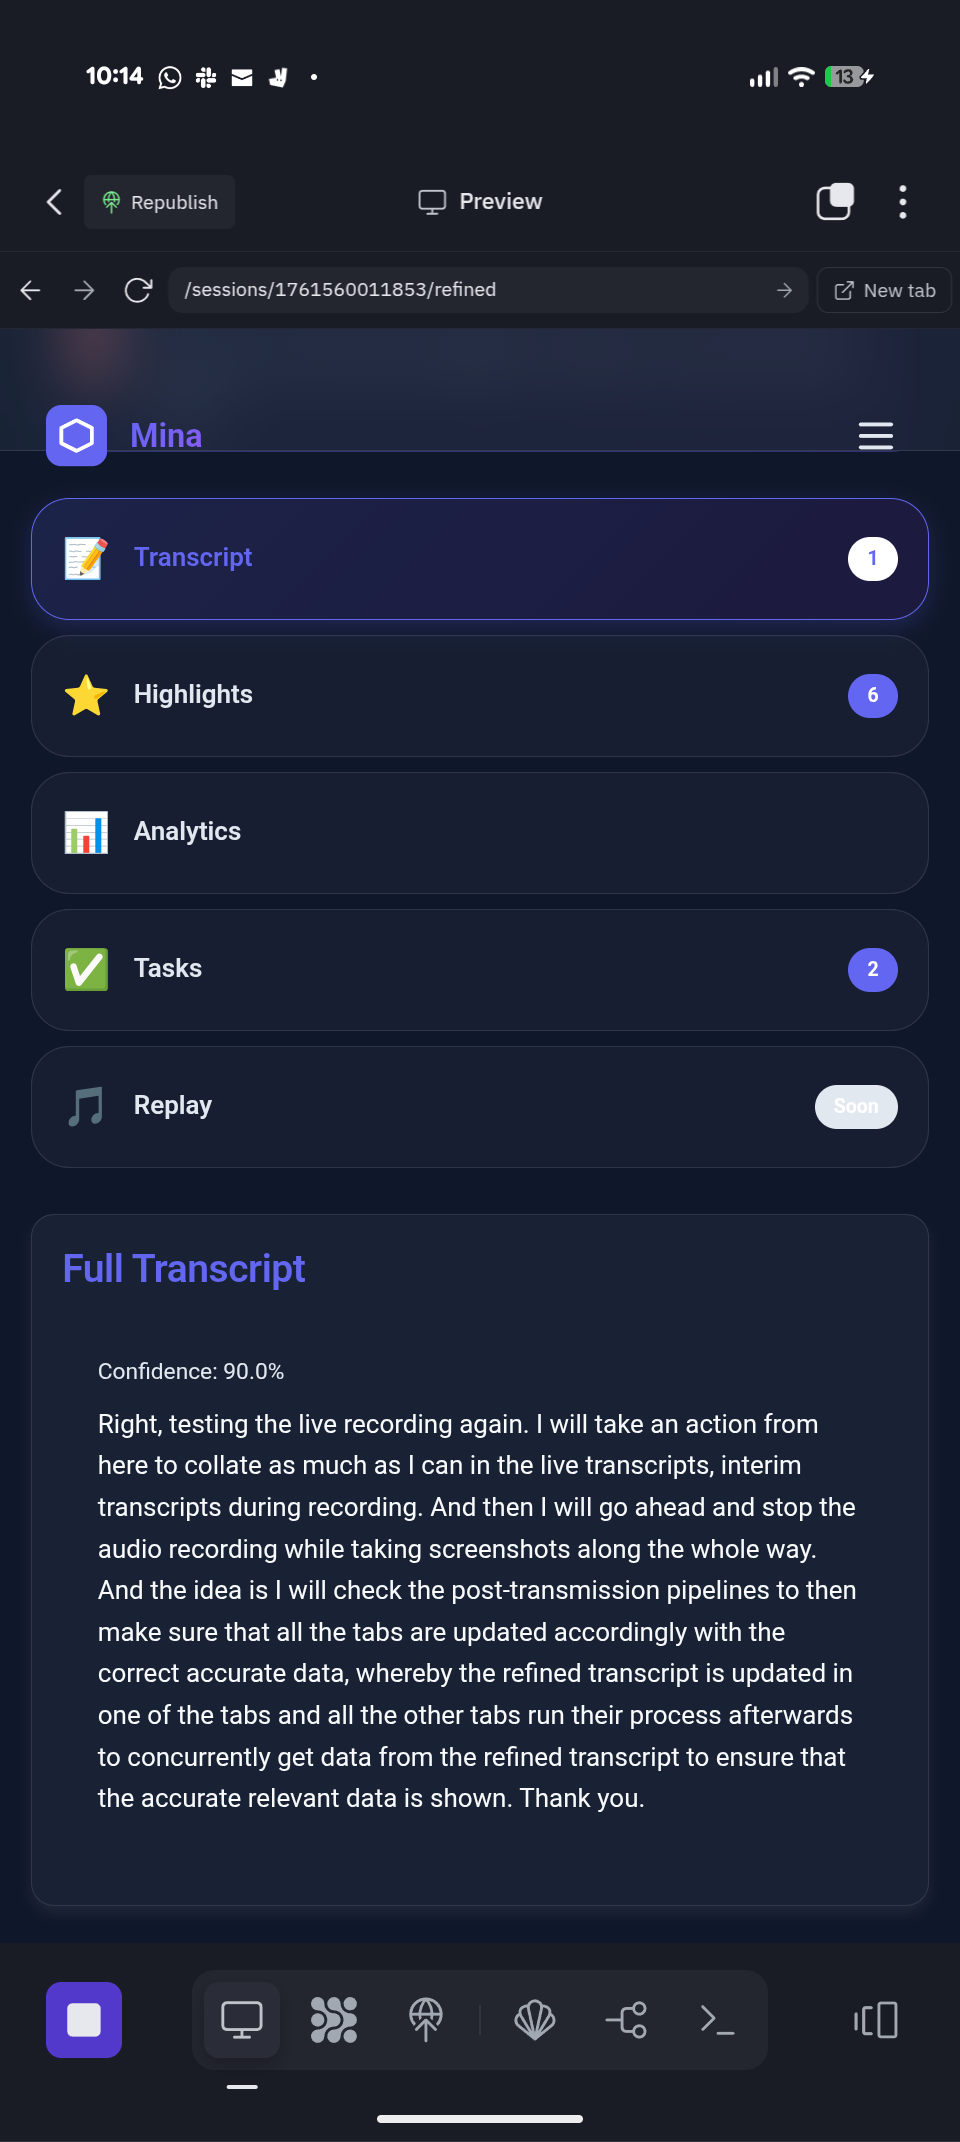 10:14
13
Republish
Preview
/sessions/1761560011853/refined
New tab
Mina
Transcript
1
Highlights
6
Analytics
Tasks
2
Replay
Soon
Full Transcript
Confidence: 90.0%
Right, testing the live recording again. I will take an action from
here to collate as much as I can in the live transcripts, interim
transcripts during recording. And then I will go ahead and stop the
audio recording while taking screenshots along the whole way.
And the idea is I will check the post-transmission pipelines to then
make sure that all the tabs are updated accordingly with the
correct accurate data, whereby the refined transcript is updated in
one of the tabs and all the other tabs run their process afterwards
to concurrently get data from the refined transcript to ensure that
the accurate relevant data is shown. Thank you.